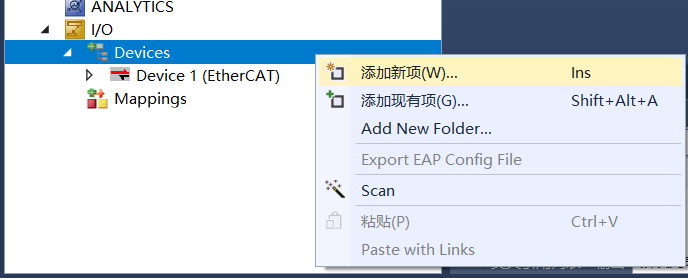 ANALYTICS
I/O
Devices
Device 1 (EtherCAT)
Mappings
添加新项(W)... Ins
添加现有项(G)... Shift+Alt+A
Add New Folder...
Export EAP Config File
Scan
粘贴(P) Ctrl+V
Paste with Links